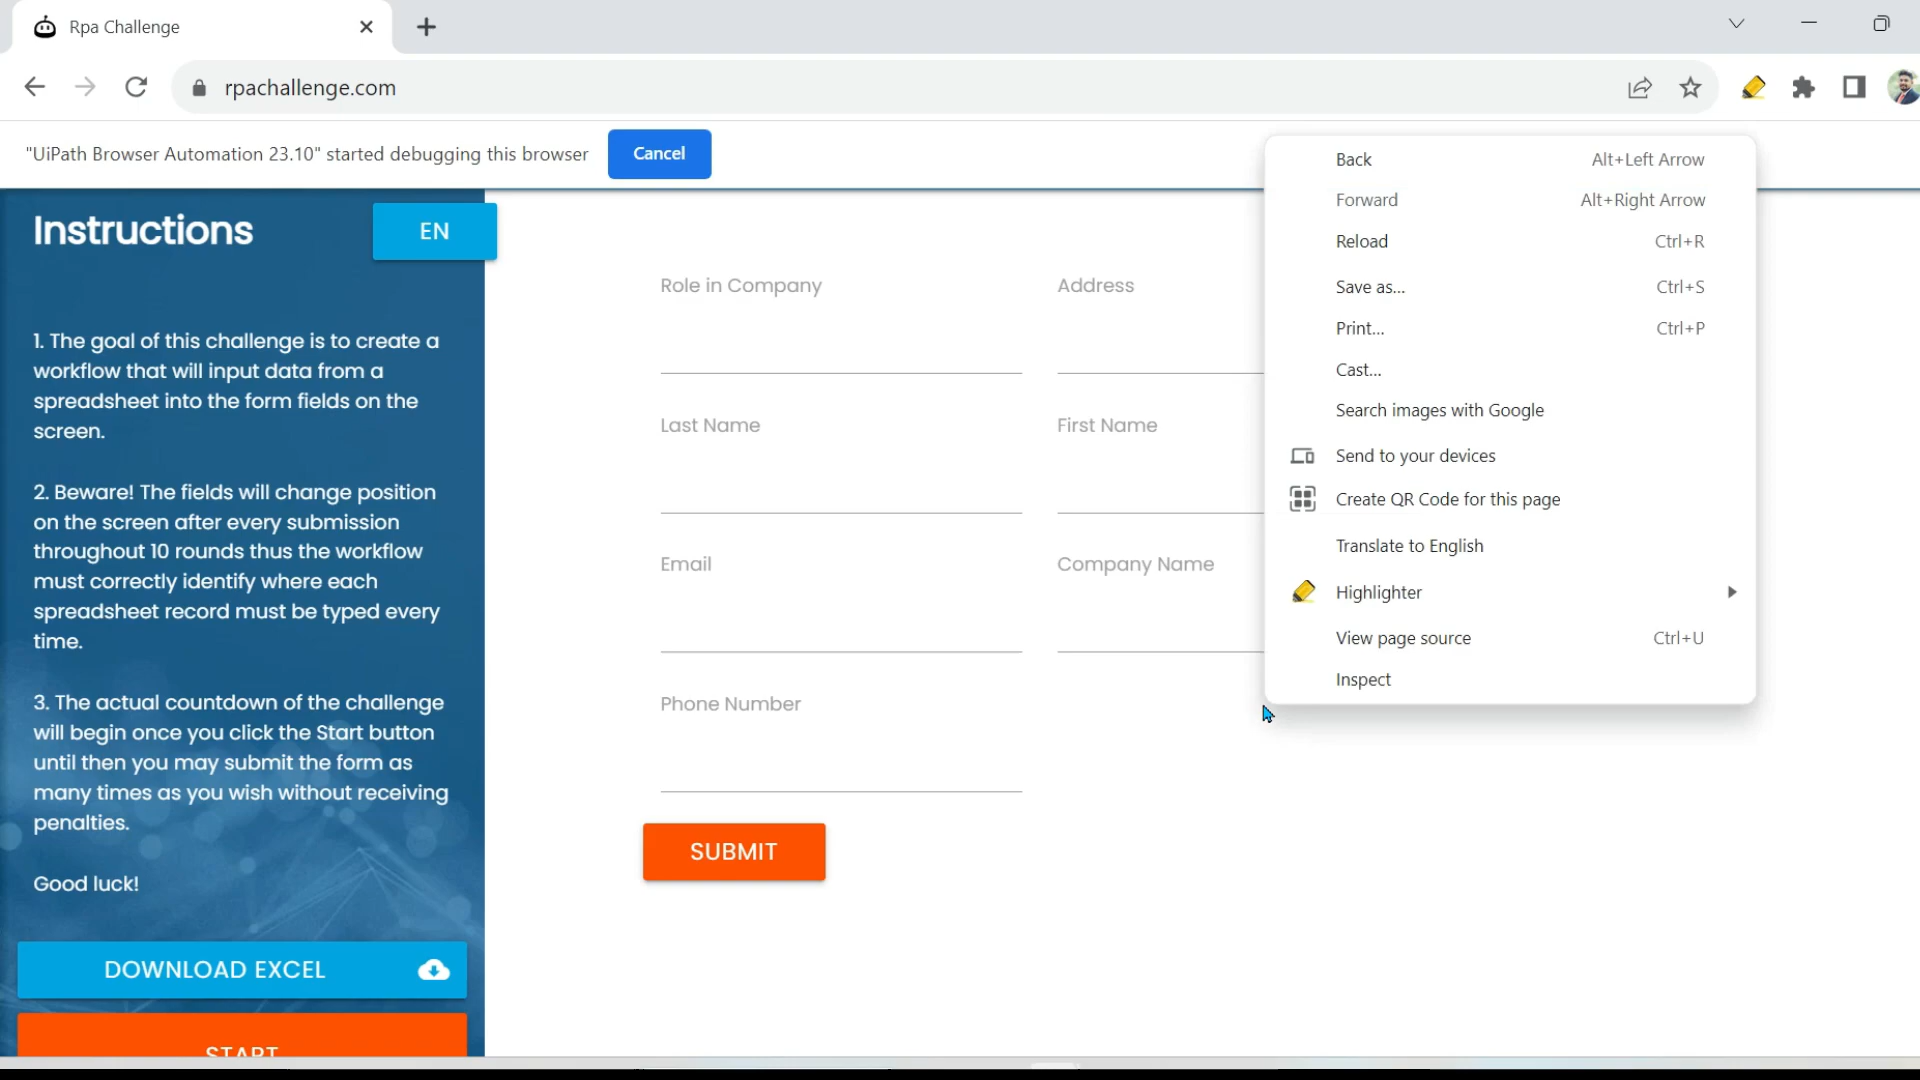 Rpa Challenge
rpachallenge.com
"UiPath Browser Automation 23.10" started debugging this browser
Cancel
Instructions
EN
1. The goal of this challenge is to create a
workflow that will input data from a
spreadsheet into the form fields on the
screen.
2. Beware! The fields will change position
on the screen after every submission
throughout 10 rounds thus the workflow
must correctly identify where each
spreadsheet record must be typed every
time.
3. The actual countdown of the challenge
will begin once you click the Start button
until then you may submit the form as
many times as you wish without receiving
penalties.
Good luck!
DOWNLOAD EXCEL
START
Role in Company
Address
Last Name
First Name
Email
Company Name
Phone Number
SUBMIT
Back Alt+Left Arrow
Forward Alt+Right Arrow
Reload Ctrl+R
Save as... Ctrl+S
Print... Ctrl+P
Cast...
Search images with Google
Send to your devices
Create QR Code for this page
Translate to English
Highlighter
View page source Ctrl+U
Inspect